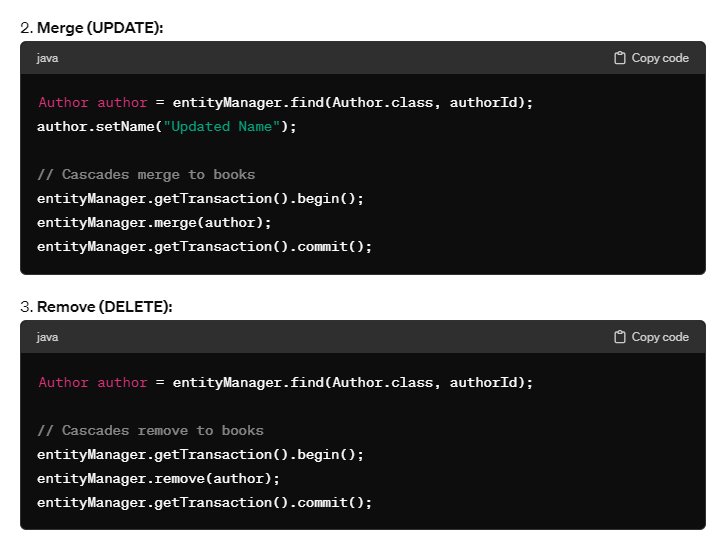 2. Merge (UPDATE):
java
Copy code
Author author = entityManager.find(Author.class, authorId);
author.setName("Updated Name");
// Cascades merge to books
entityManager.getTransaction().begin();
entityManager.merge(author);
entityManager.getTransaction().commit();
3. Remove (DELETE):
java
Copy code
Author author = entityManager.find(Author.class, authorId);
// Cascades remove to books
entityManager.getTransaction().begin();
entityManager.remove(author);
entityManager.getTransaction().commit();